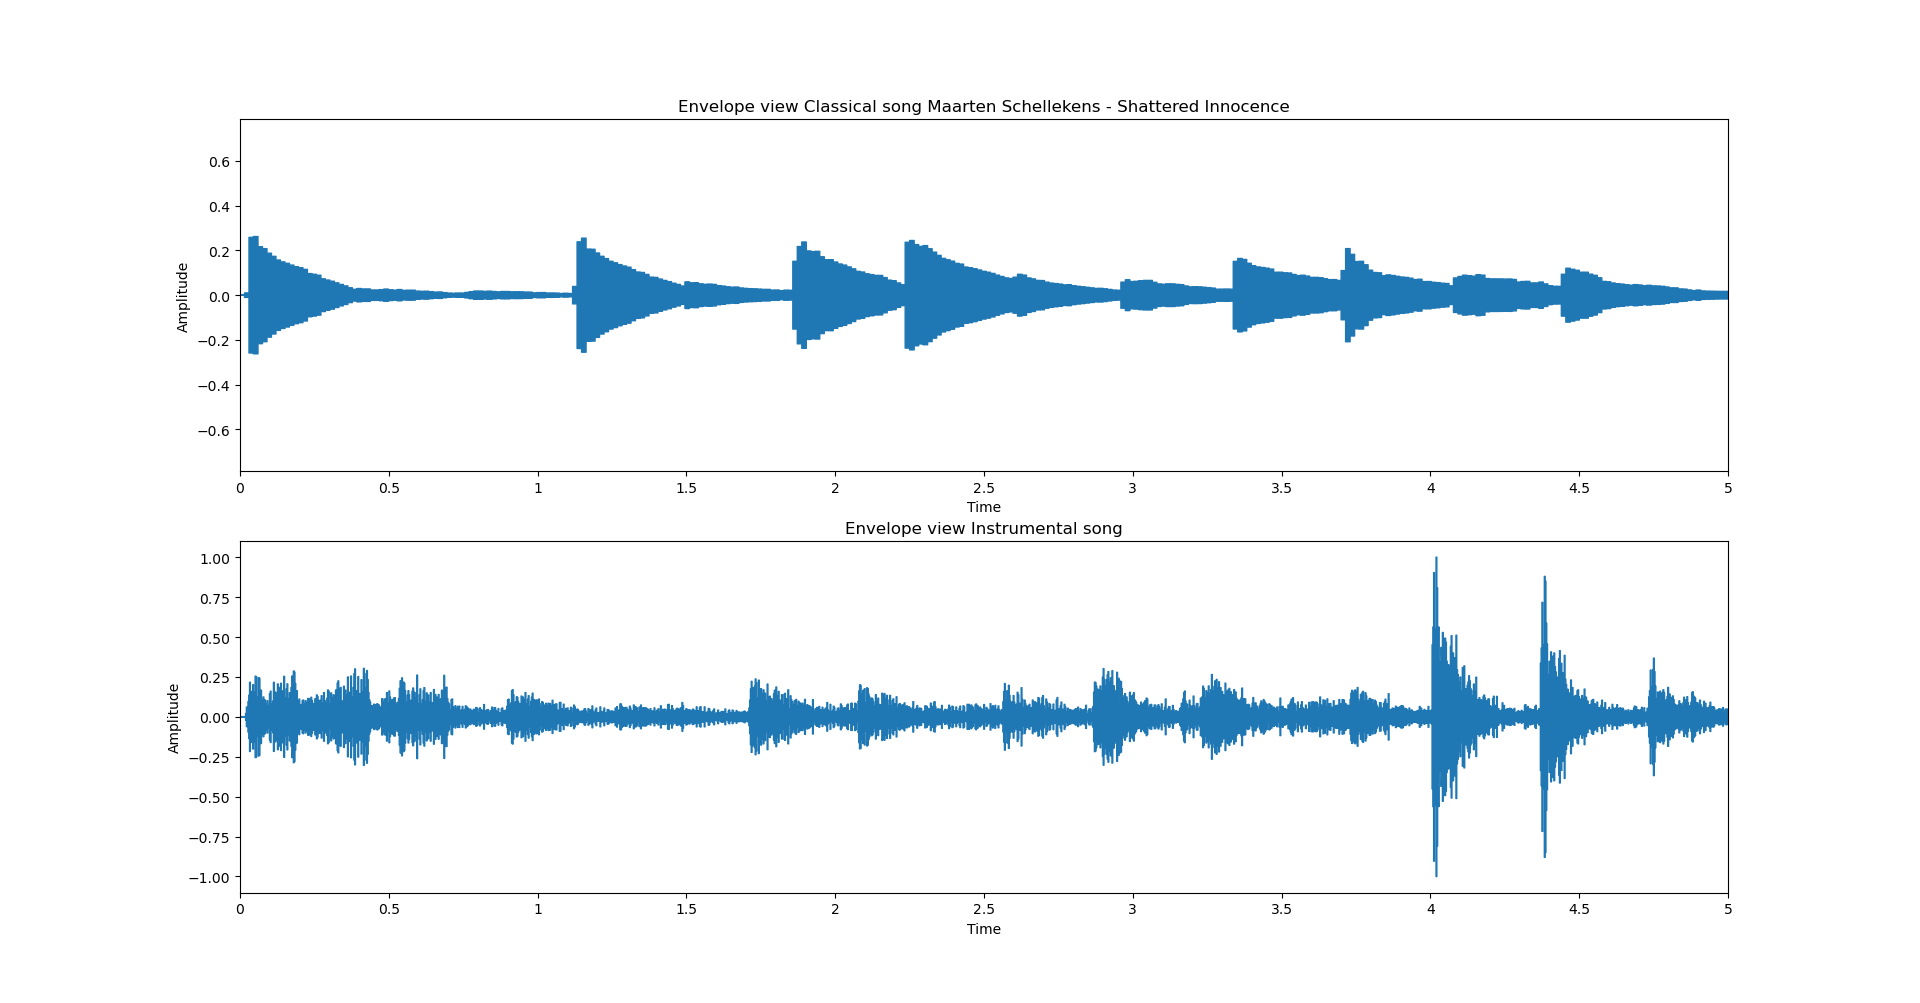 Envelope view Classical song Maarten Schellekens - Shattered Innocence
Amplitude
0.6
0.4
0.2
0.0
−0.2
−0.4
−0.6
0 0.5 1 1.5 2 2.5 3 3.5 4 4.5 5
Time
Envelope view Instrumental song
Amplitude
1.00
0.75
0.50
0.25
0.00
−0.25
−0.50
−0.75
−1.00
0 0.5 1 1.5 2 2.5 3 3.5 4 4.5 5
Time